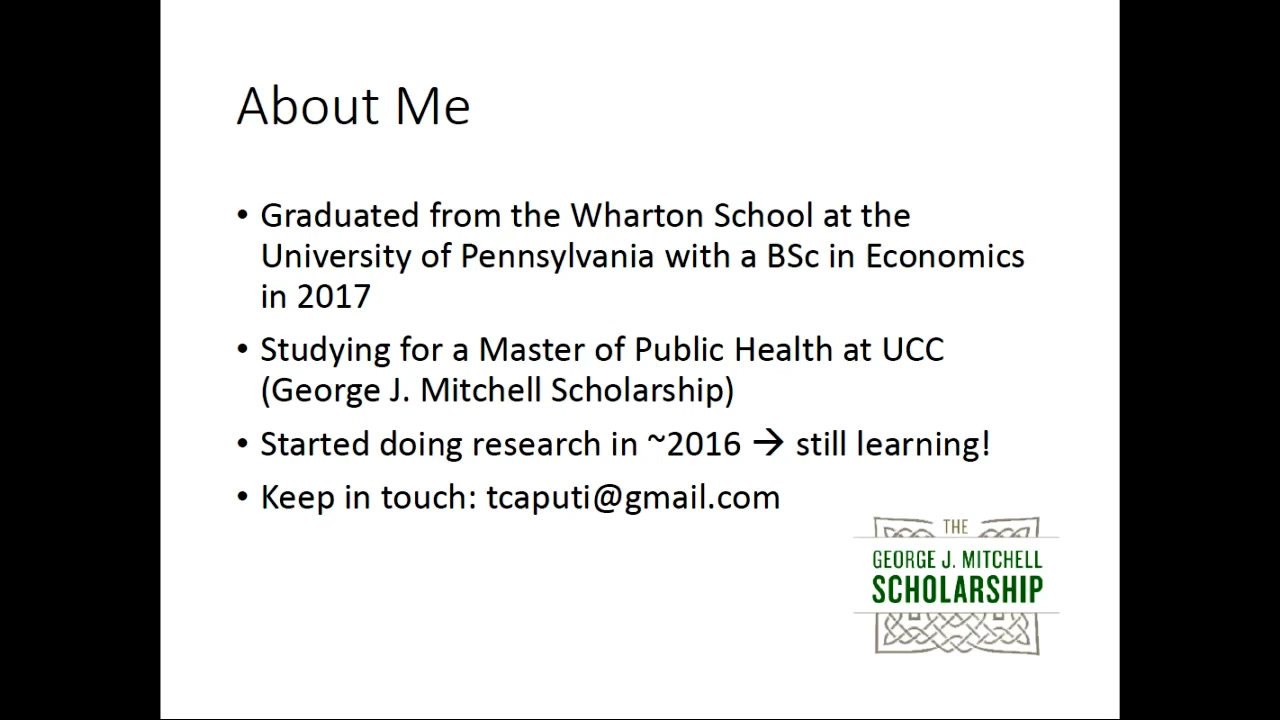 About Me
• Graduated from the Wharton School at the
University of Pennsylvania with a BSc in Economics
in 2017
• Studying for a Master of Public Health at UCC
(George J. Mitchell Scholarship)
• Started doing research in ~2016 → still learning!
• Keep in touch: tcaputi@gmail.com
THE
GEORGE J. MITCHELL
SCHOLARSHIP